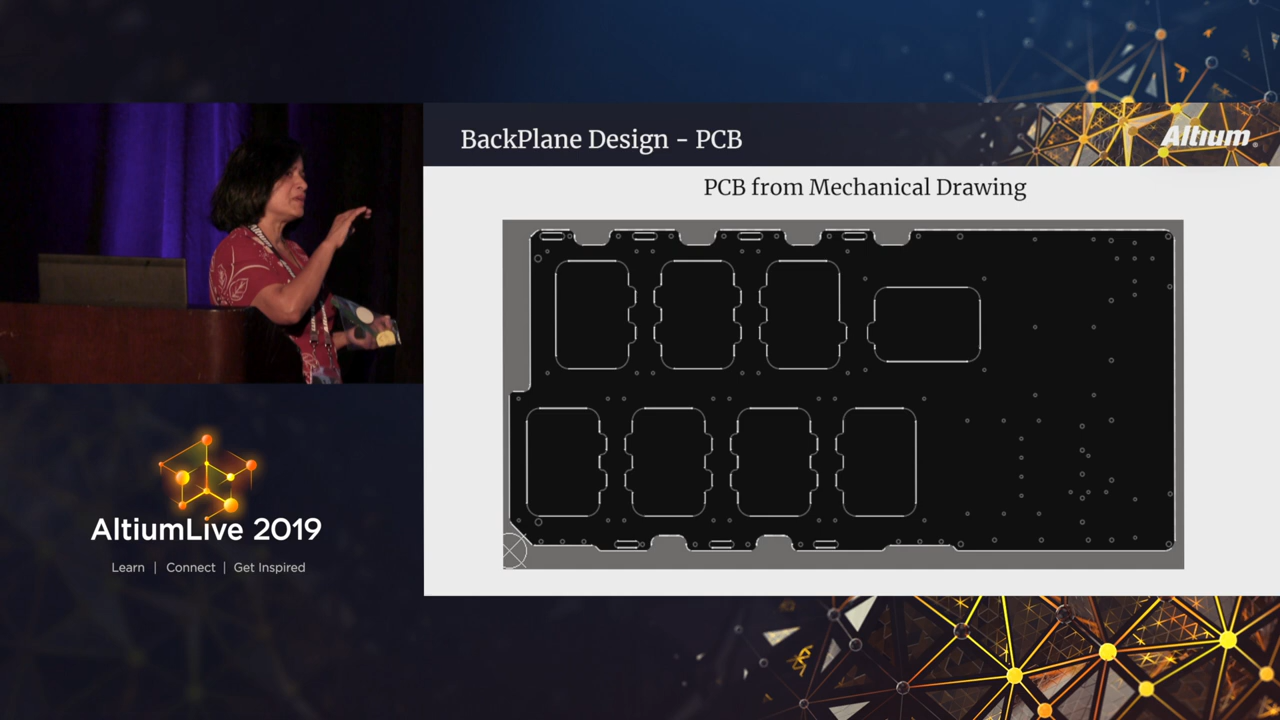 BackPlane Design - PCB
Altium®
PCB from Mechanical Drawing
AltiumLive 2019
Learn | Connect | Get Inspired